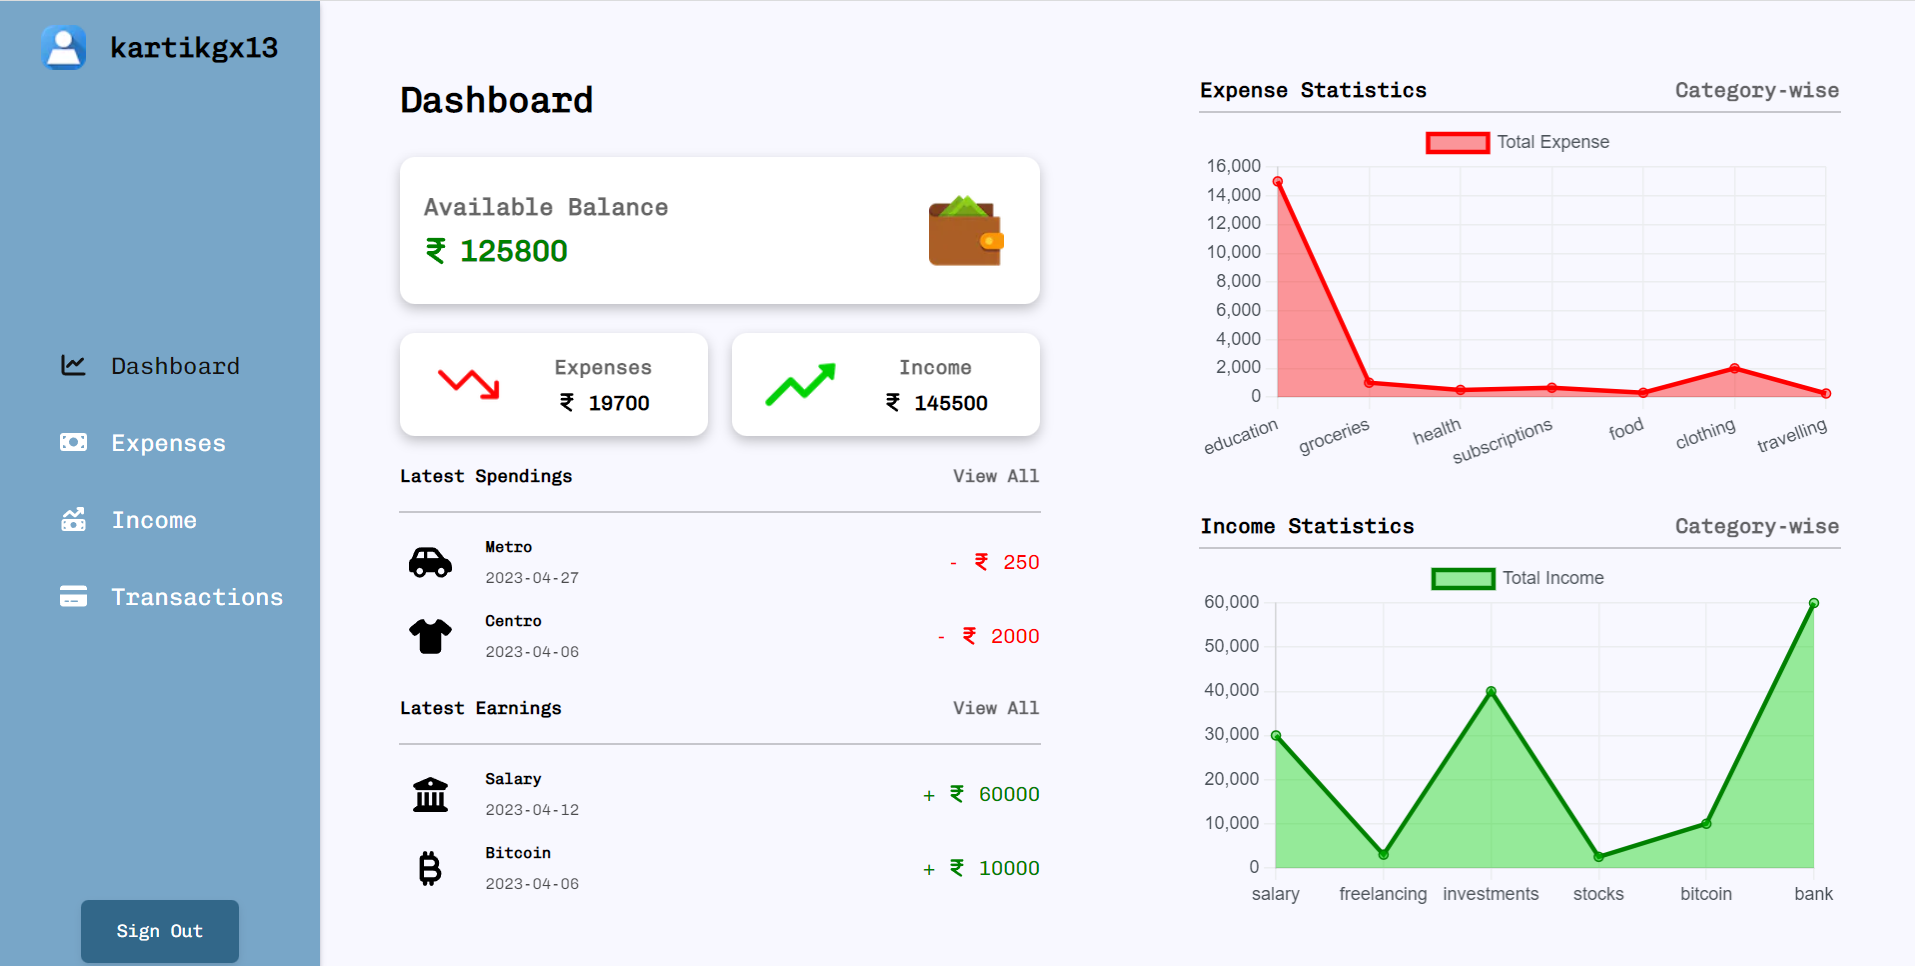 kartikgx13
Dashboard
Expenses
Income
Transactions
Sign Out
Dashboard
Available Balance
₹ 125800
Expenses
₹ 19700
Income
₹ 145500
Latest Spendings View All
Metro
2023-04-27
- ₹ 250
Centro
2023-04-06
- ₹ 2000
Latest Earnings View All
Salary
2023-04-12
+ ₹ 60000
Bitcoin
2023-04-06
+ ₹ 10000
Expense Statistics Category-wise
Total Expense
16,000
14,000
12,000
10,000
8,000
6,000
4,000
2,000
0
education groceries health subscriptions food clothing travelling
Income Statistics Category-wise
Total Income
60,000
50,000
40,000
30,000
20,000
10,000
0
salary freelancing investments stocks bitcoin bank